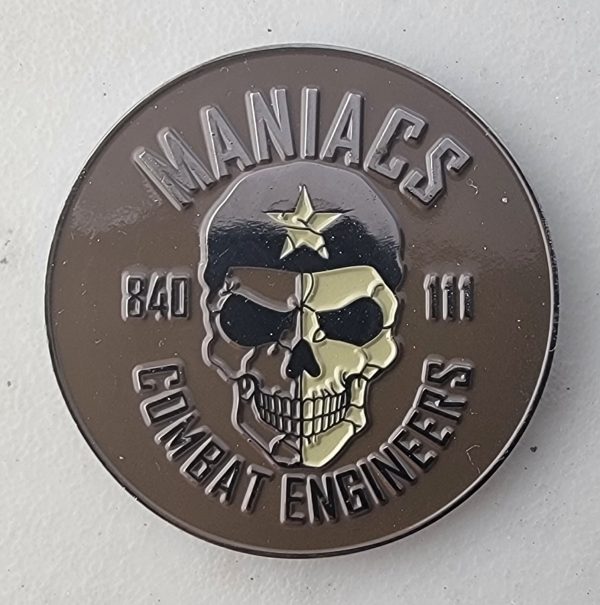 MANIACS
840
111
COMBAT ENGINEERS